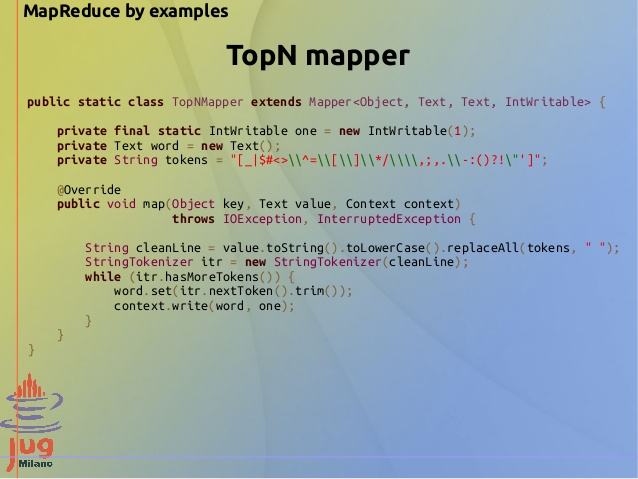 MapReduce by examples
TopN mapper
public static class TopNMapper extends Mapper<Object, Text, Text, IntWritable> {
private final static IntWritable one = new IntWritable(1);
private Text word = new Text();
private String tokens = "[_|$#<>\\^=\\[\\]\\*/\\\\,;,.\\-:()?!\"']";
@Override
public void map(Object key, Text value, Context context)
throws IOException, InterruptedException {
String cleanLine = value.toString().toLowerCase().replaceAll(tokens, " ");
StringTokenizer itr = new StringTokenizer(cleanLine);
while (itr.hasMoreTokens()) {
word.set(itr.nextToken().trim());
context.write(word, one);
}
}
}
jug
Milano